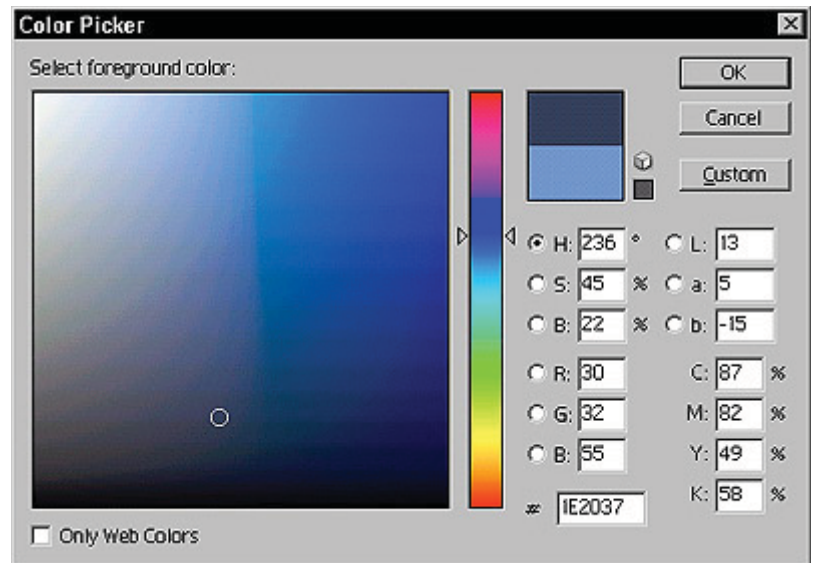 Color Picker
Select foreground color:
OK
Cancel
Custom
H: 236 ° L: 13
S: 45 % a: 5
B: 22 % b: -15
R: 30 C: 87 %
G: 32 M: 82 %
B: 55 Y: 49 %
# 1E2037 K: 58 %
Only Web Colors